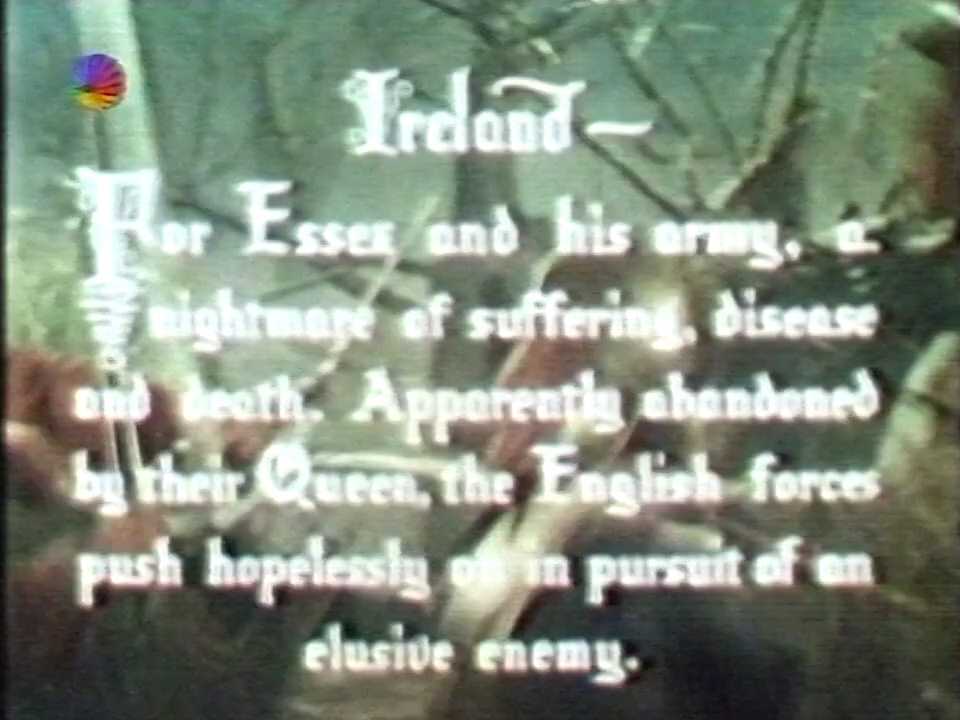 Ireland—
For Essex and his army, a
nightmare of suffering, disease
and death. Apparently abandoned
by their Queen, the English forces
push hopelessly on in pursuit of an
elusive enemy.